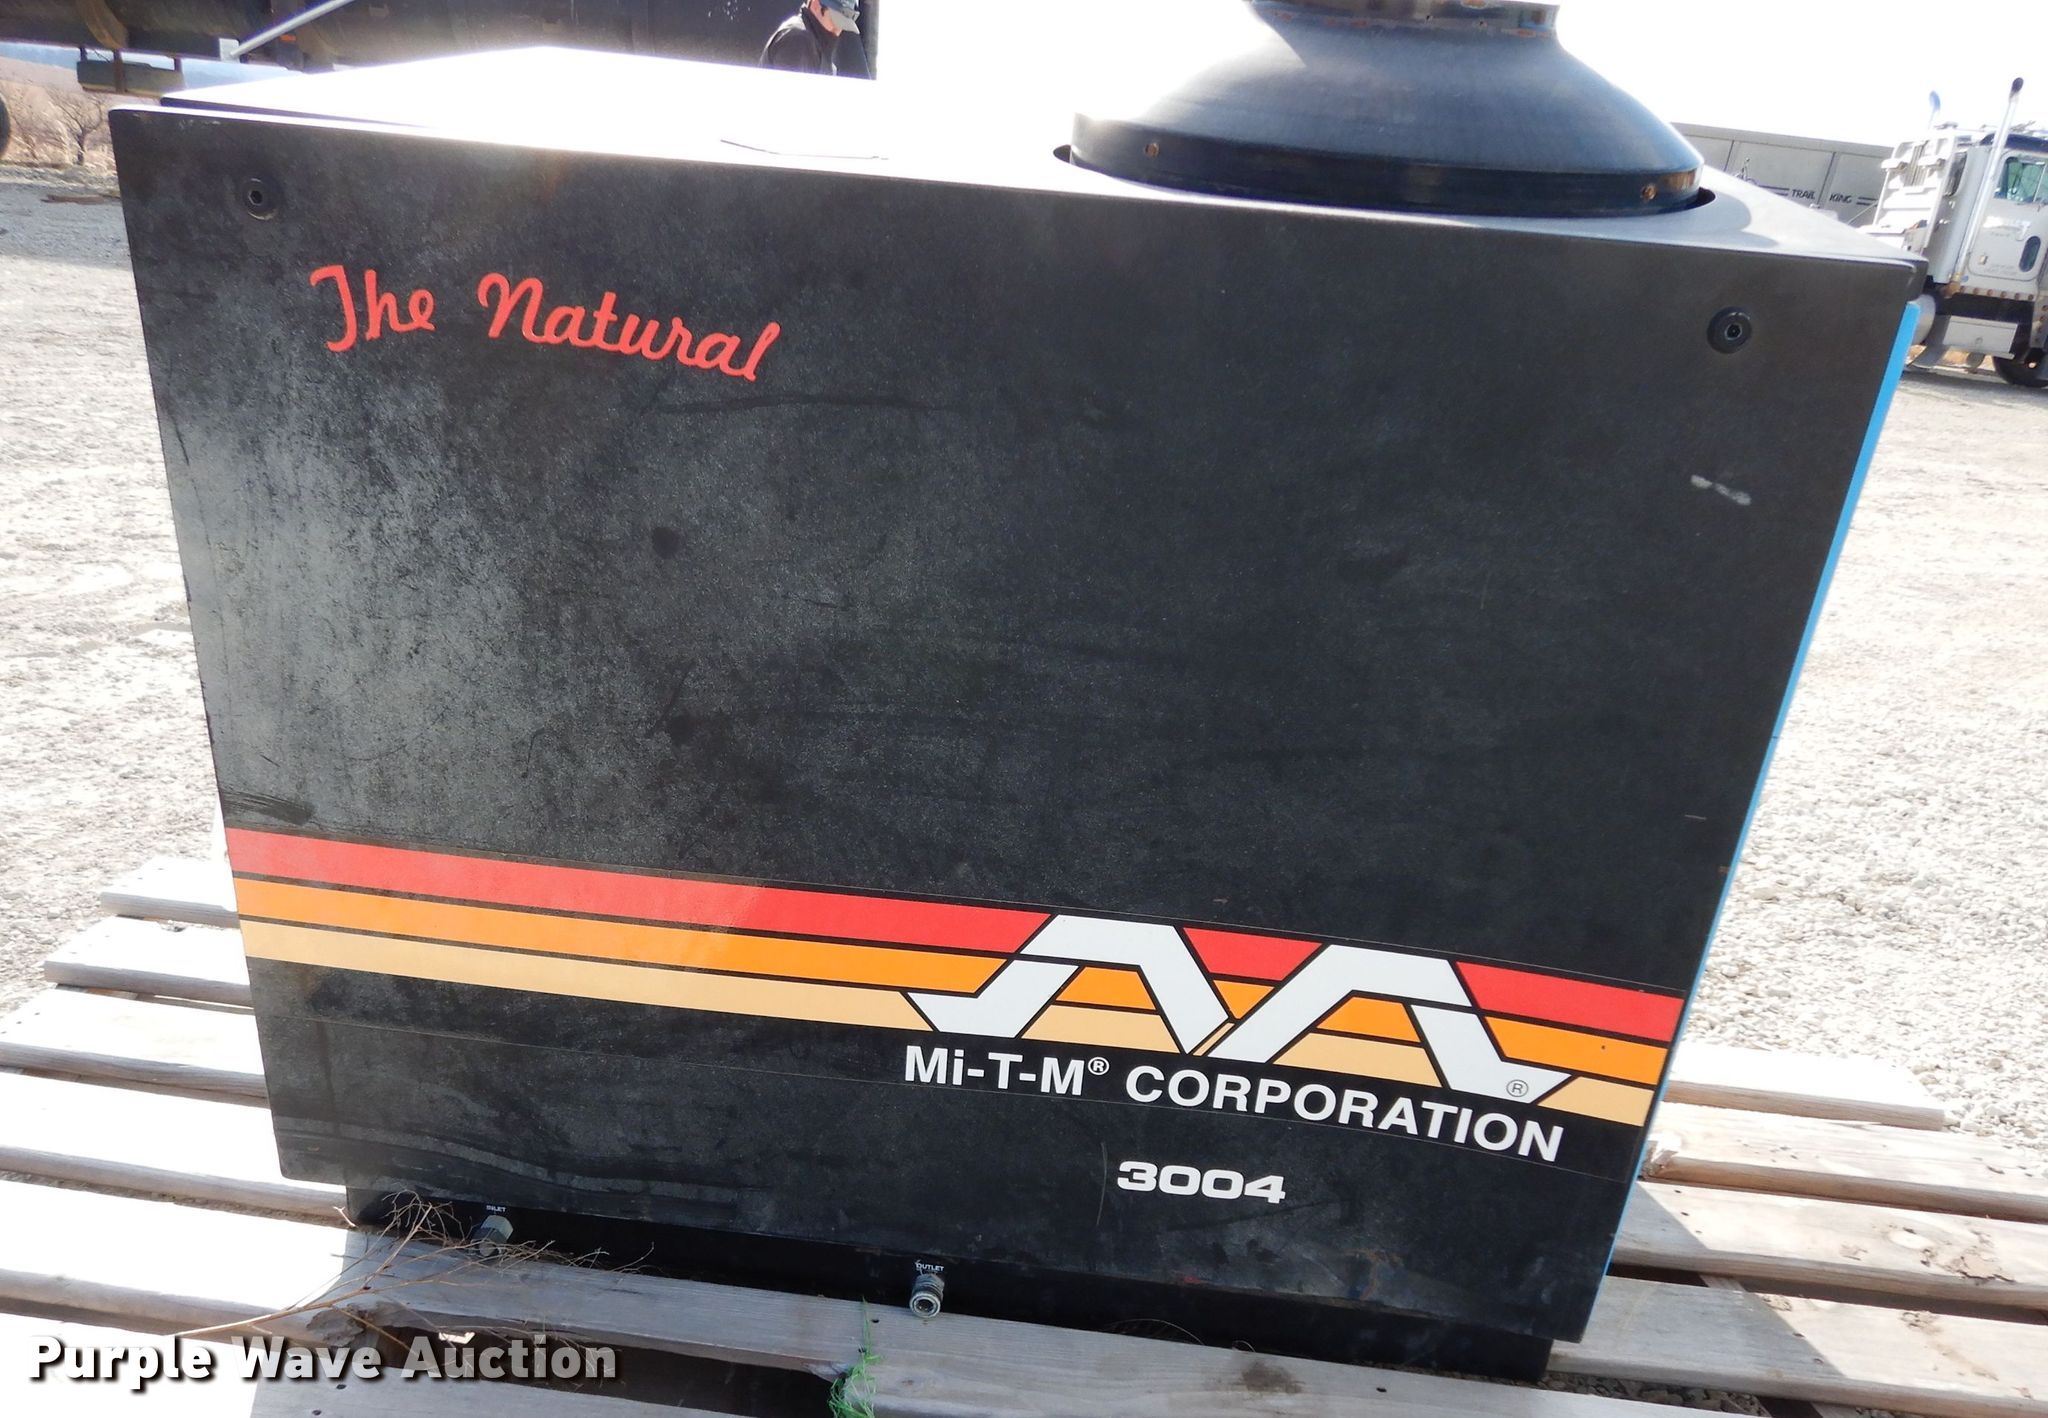 TRAIL KING
The Natural
Mi-T-M® CORPORATION
®
3004
INLET
OUTLET
Purple Wave Auction